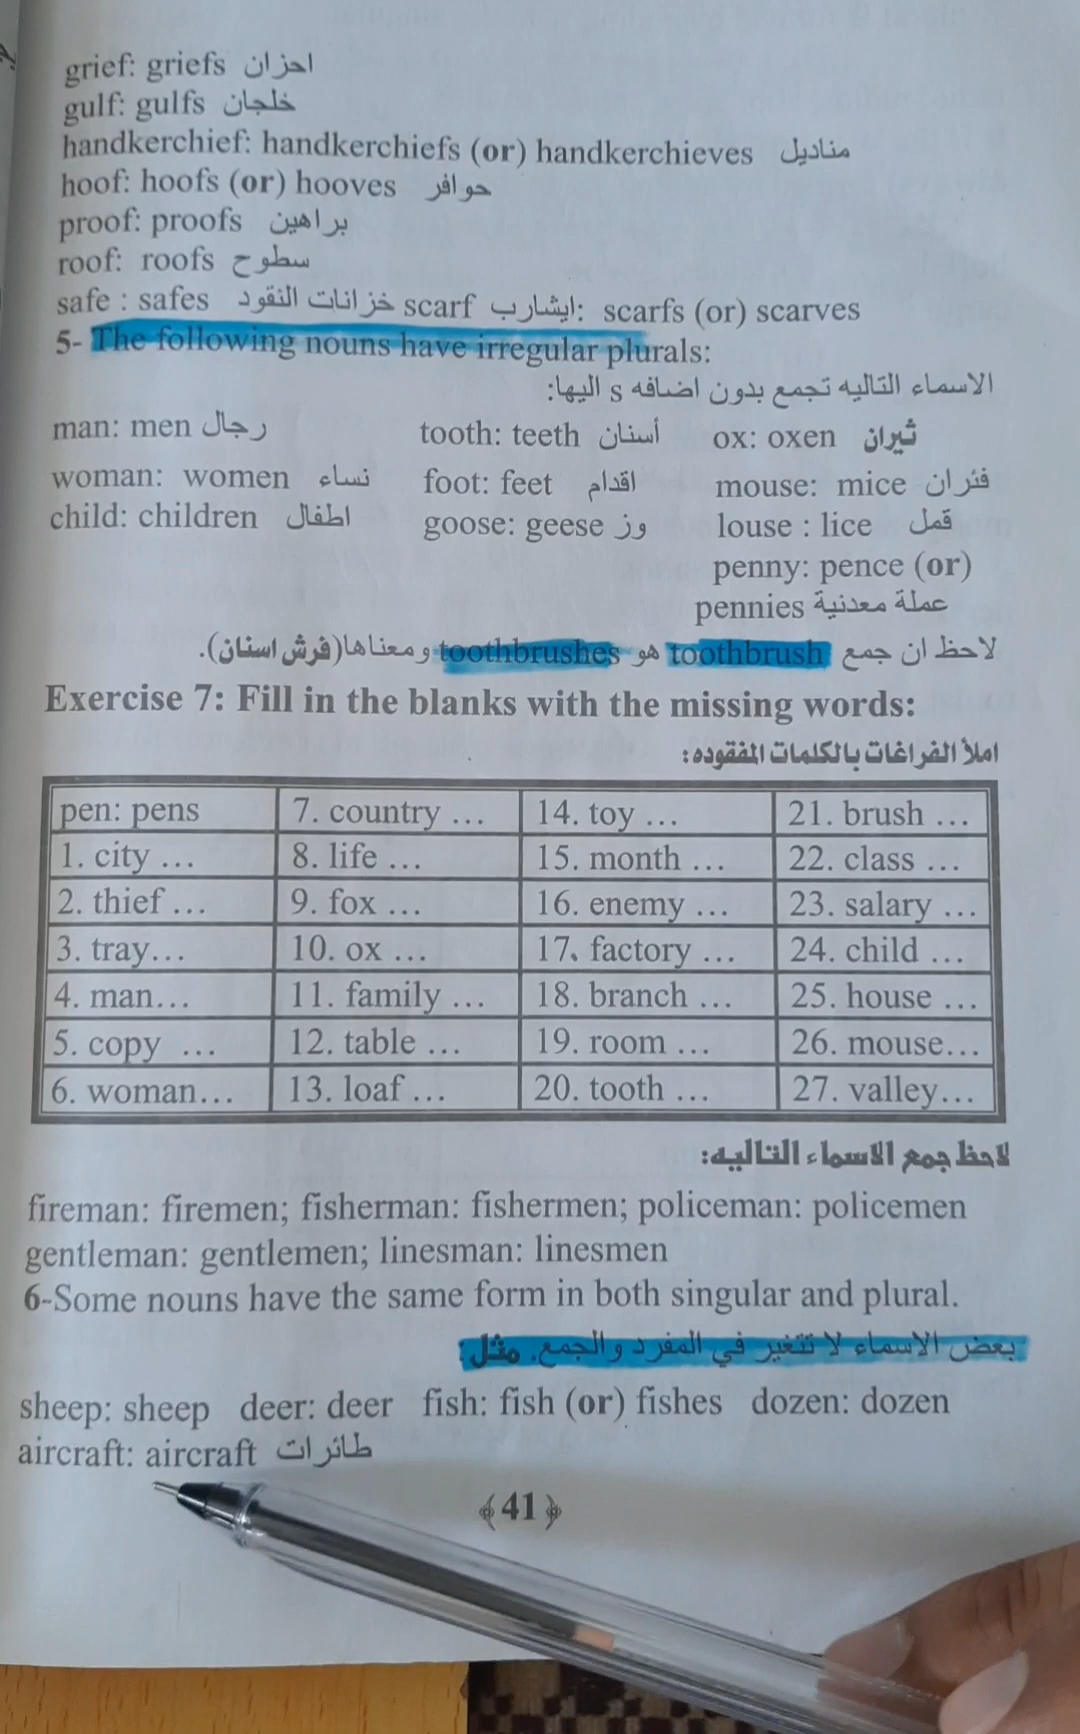 grief: griefs احزان
gulf: gulfs خلجان
handkerchief: handkerchiefs (or) handkerchieves مناديل
hoof: hoofs (or) hooves حوافر
proof: proofs براهين
roof: roofs سطوح
safe : safes خزانات النقود scarf ايشارب: scarfs (or) scarves
5- The following nouns have irregular plurals:
الاسماء التاليه تجمع بدون اضافه s اليها:
man: men رجال tooth: teeth أسنان ox: oxen ثيران
woman: women نساء foot: feet اقدام mouse: mice فئران
child: children اطفال goose: geese وز louse : lice قمل
penny: pence (or)
pennies عملة معدنية
لاحظ ان جمع toothbrush هو toothbrushes ومعناها(فرش اسنان).
Exercise 7: Fill in the blanks with the missing words:
املأ الفراغات بالكلمات المفقوده:
pen: pens 7. country ... 14. toy ... 21. brush ...
1. city ... 8. life ... 15. month ... 22. class ...
2. thief ... 9. fox ... 16. enemy ... 23. salary ...
3. tray... 10. ox ... 17. factory ... 24. child ...
4. man... 11. family ... 18. branch ... 25. house ...
5. copy ... 12. table ... 19. room ... 26. mouse...
6. woman... 13. loaf ... 20. tooth ... 27. valley...
لاحظ جمع الاسماء التاليه:
fireman: firemen; fisherman: fishermen; policeman: policemen
gentleman: gentlemen; linesman: linesmen
6-Some nouns have the same form in both singular and plural.
بعض الاسماء لا تتغير في المفرد والجمع. مثل:
sheep: sheep deer: deer fish: fish (or) fishes dozen: dozen
aircraft: aircraft طائرات
﴾41﴿